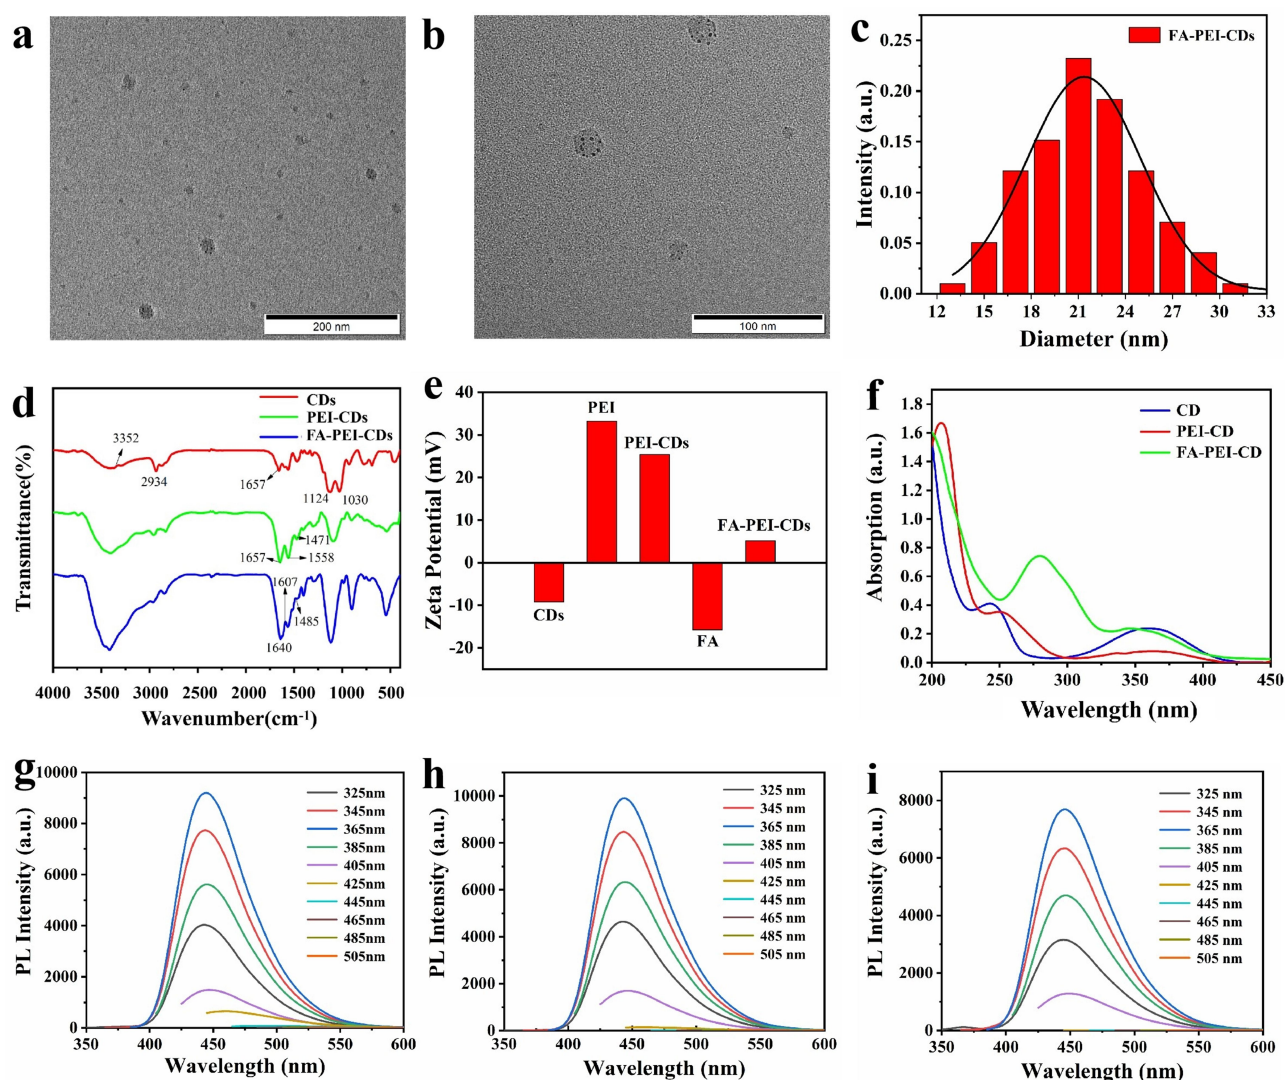 a
200 nm
b
100 nm
c
FA-PEI-CDs
Intensity (a.u.)
0.25
0.20
0.15
0.10
0.05
0.00
12 15 18 21 24 27 30 33
Diameter (nm)
d
CDs
PEI-CDs
FA-PEI-CDs
3352
2934
1657
1124 1030
1471
1657
1558
1607
1485
1640
Transmittance(%)
4000 3500 3000 2500 2000 1500 1000 500
Wavenumber(cm⁻¹)
e
Zeta Potential (mV)
40
30
20
10
0
-10
-20
PEI
PEI-CDs
FA-PEI-CDs
CDs
FA
f
CD
PEI-CD
FA-PEI-CD
Absorption (a.u.)
1.8
1.6
1.4
1.2
1.0
0.8
0.6
0.4
0.2
0.0
200 250 300 350 400 450
Wavelength (nm)
g
PL Intensity (a.u.)
10000
8000
6000
4000
2000
0
325nm
345nm
365nm
385nm
405nm
425nm
445nm
465nm
485nm
505nm
350 400 450 500 550 600
Wavelength (nm)
h
PL Intensity (a.u.)
10000
8000
6000
4000
2000
0
325 nm
345 nm
365 nm
385 nm
405 nm
425 nm
445 nm
465 nm
485 nm
505 nm
350 400 450 500 550 600
Wavelength (nm)
i
PL Intensity (a.u.)
8000
6000
4000
2000
0
325 nm
345 nm
365 nm
385 nm
405 nm
425 nm
445 nm
465 nm
485 nm
505 nm
350 400 450 500 550 600
Wavelength (nm)